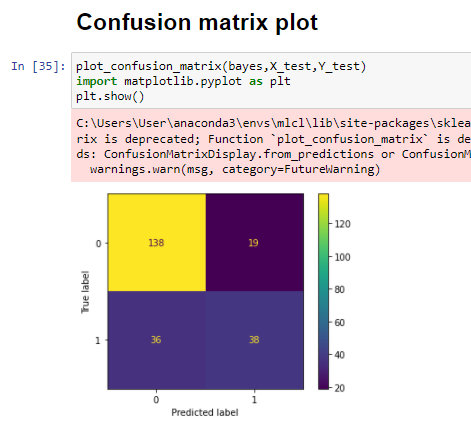 Confusion matrix plot
In [35]: plot_confusion_matrix(bayes,X_test,Y_test)
import matplotlib.pyplot as plt
plt.show()
C:\Users\User\anaconda3\envs\mlcl\lib\site-packages\sklea
rix is deprecated; Function `plot_confusion_matrix` is de
ds: ConfusionMatrixDisplay.from_predictions or ConfusionM
warnings.warn(msg, category=FutureWarning)
120
0 138 19
100
80
True label
60
1 36 38
40
20
0 1
Predicted label